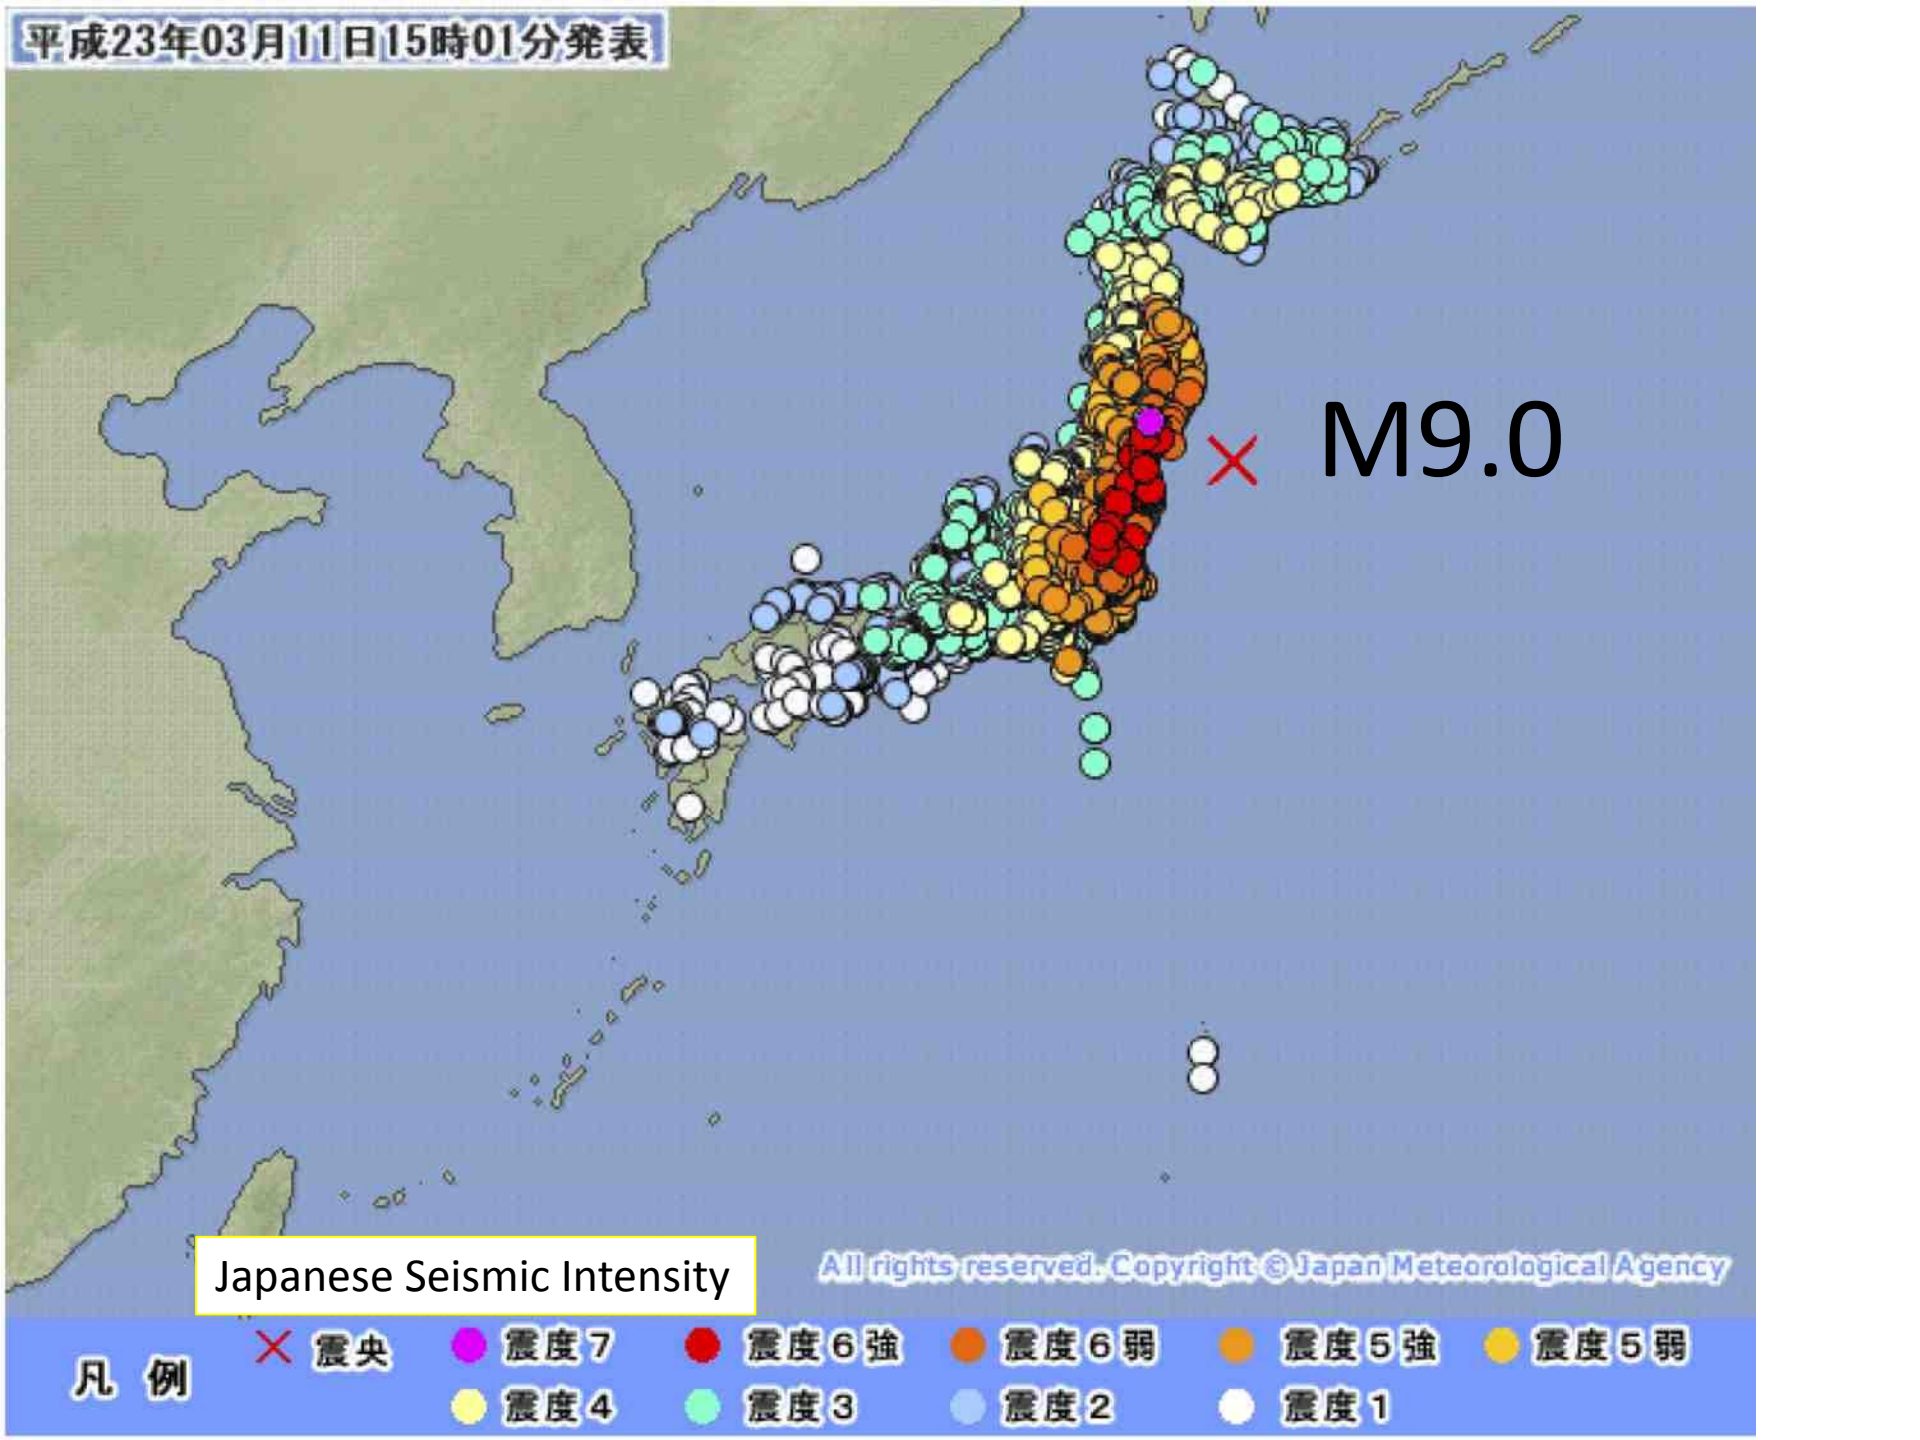 平成23年03月11日15時01分発表
M9.0
Japanese Seismic Intensity
All rights reserved. Copyright © Japan Meteorological Agency
凡例
震央 震度7 震度6強 震度6弱 震度5強 震度5弱
震度4 震度3 震度2 震度1